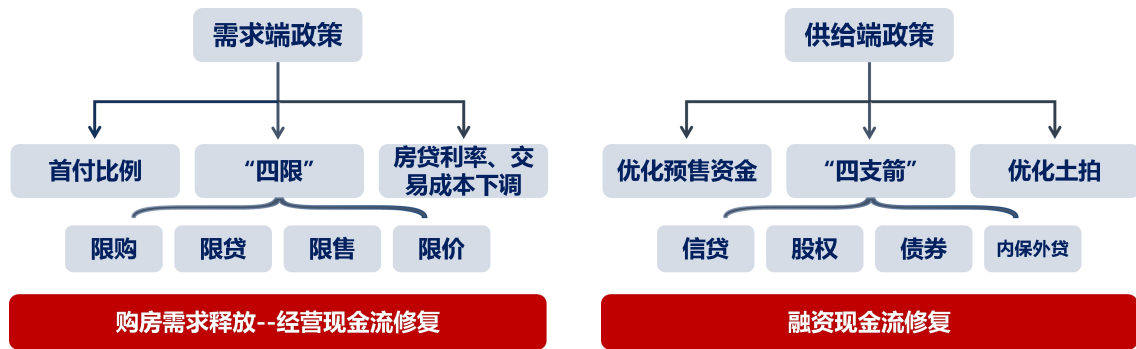 需求端政策
供给端政策
首付比例
“四限”
房贷利率、交
易成本下调
优化预售资金
“四支箭”
优化土拍
限购
限贷
限售
限价
信贷
股权
债券
内保外贷
购房需求释放--经营现金流修复
融资现金流修复